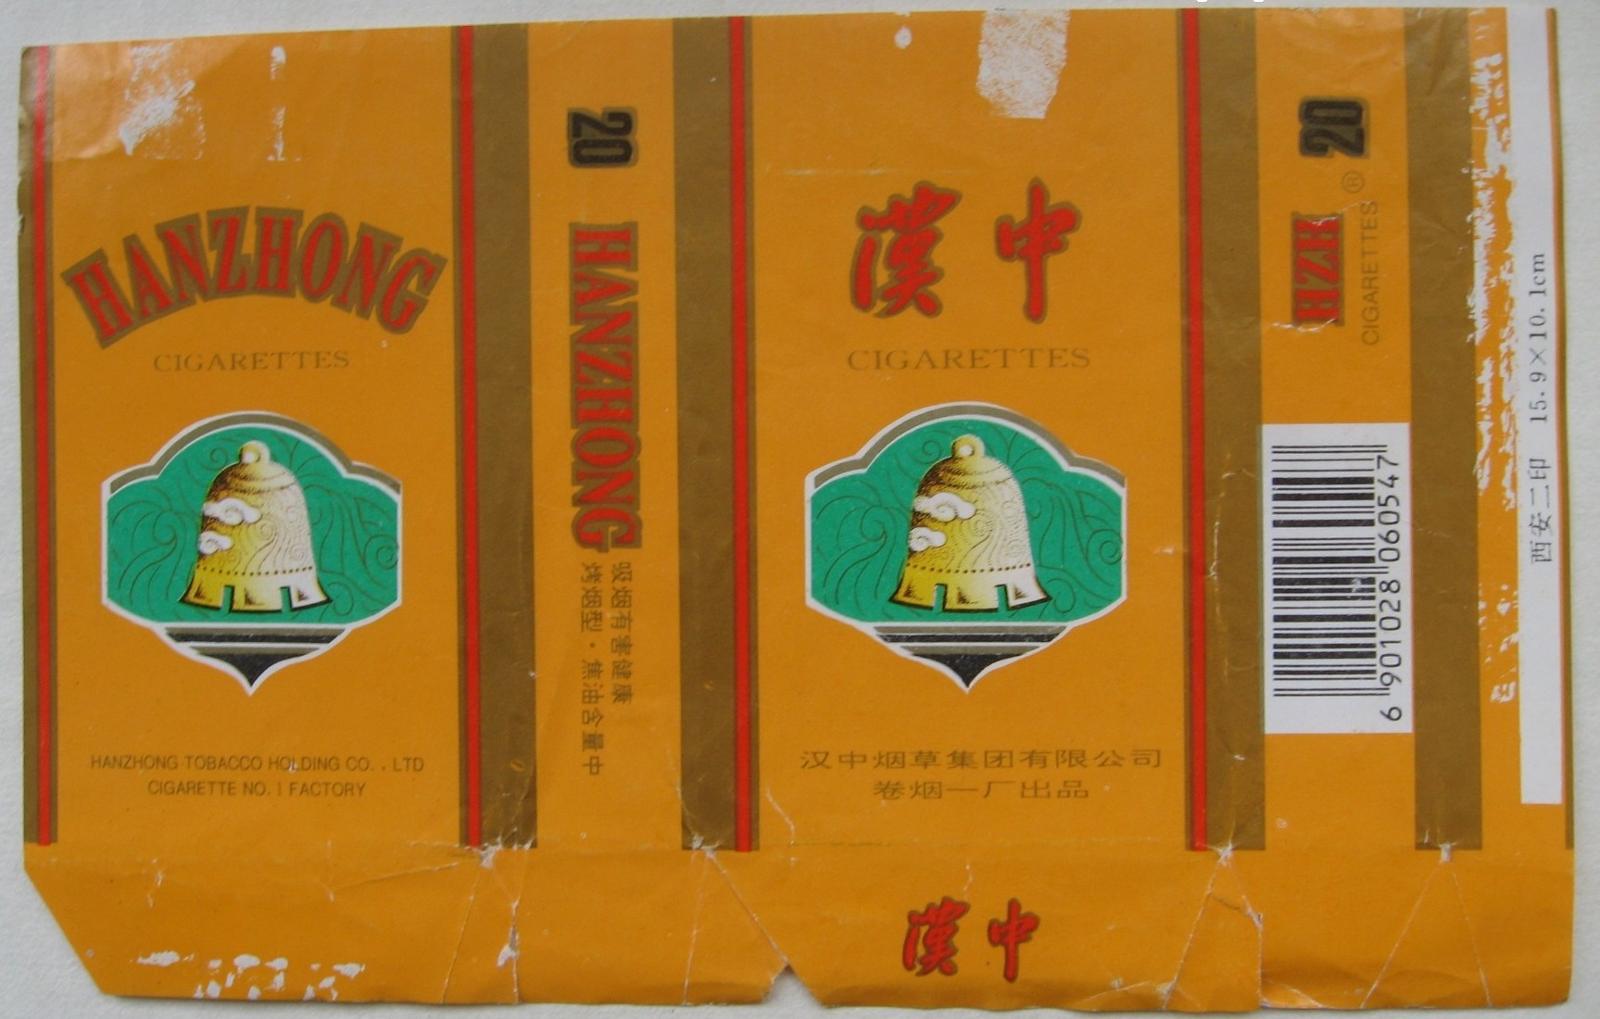 HANZHONG
CIGARETTES
HANZHONG TOBACCO HOLDING CO.,LTD
CIGARETTE NO.1 FACTORY
20 HANZHONG
吸烟有害健康
烤烟型·焦油含量中
漢中
CIGARETTES
汉中烟草集团有限公司
卷烟一厂出品
漢中
20
HZH
CIGARETTES ®
6 901028 060547
西安二印 15.9×10.1cm